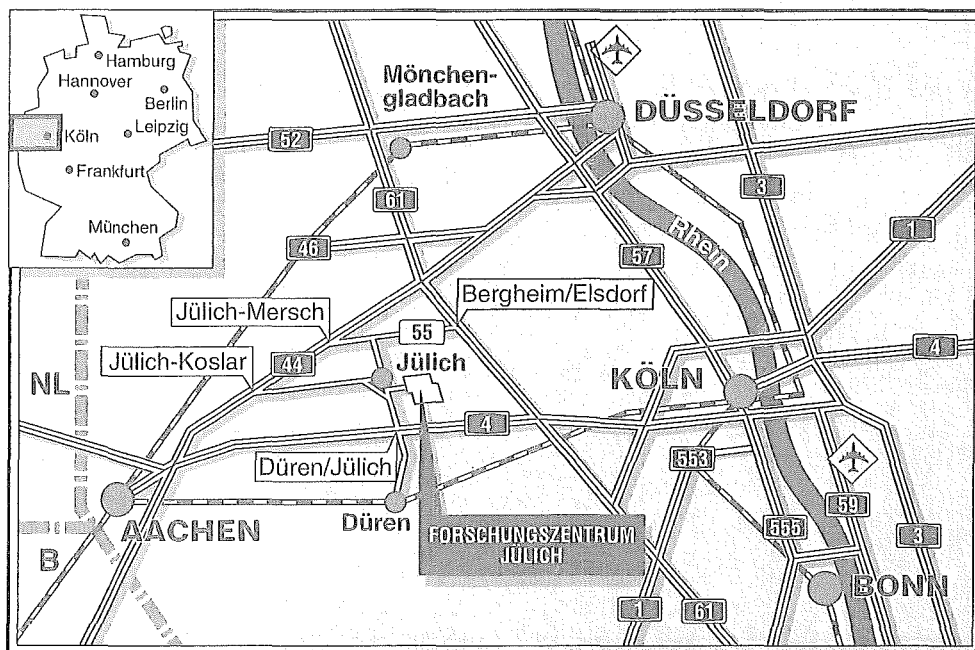 Hamburg
Hannover
Berlin
Köln
Leipzig
Frankfurt
München
Mönchen-
gladbach
DÜSSELDORF
52
61
3
1
46
57
Rhein
Bergheim/Elsdorf
Jülich-Mersch
55
4
Jülich-Koslar
44
Jülich
NL
KÖLN
4
553
Düren/Jülich
59
AACHEN
Düren
FORSCHUNGSZENTRUM
JÜLICH
555
3
B
BONN
1
61